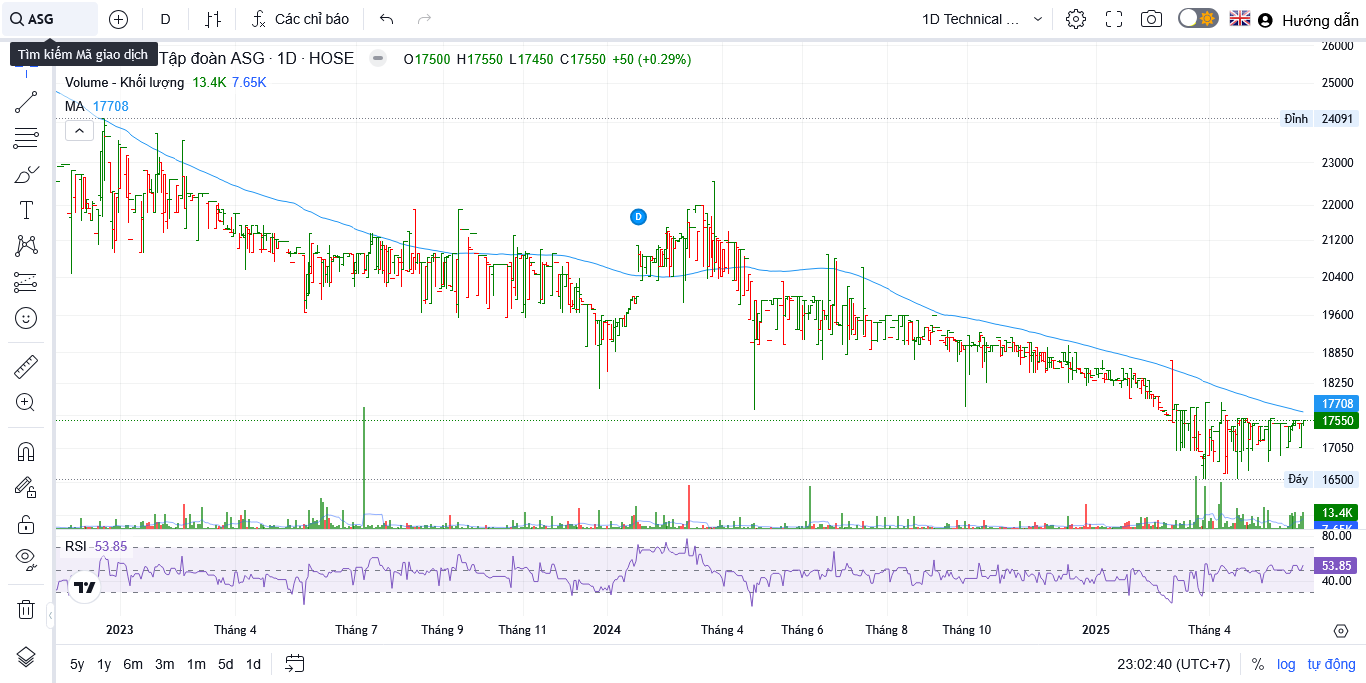 ASG
D
Các chỉ báo
1D Technical ...
Hướng dẫn
Tìm kiếm Mã giao dịch
Tập đoàn ASG · 1D · HOSE
O17500 H17550 L17450 C17550 +50 (+0.29%)
Volume - Khối lượng 13.4K 7.65K
MA 17708
D
26000
25000
Đỉnh 24091
23000
22000
21200
20400
19600
18850
18250
17708
17550
17050
Đáy 16500
13.4K
7.65K
RSI 53.85
80.00
53.85
40.00
2023 Tháng 4 Tháng 7 Tháng 9 Tháng 11 2024 Tháng 4 Tháng 6 Tháng 8 Tháng 10 2025 Tháng 4
5y 1y 6m 3m 1m 5d 1d
23:02:40 (UTC+7) % log tự động